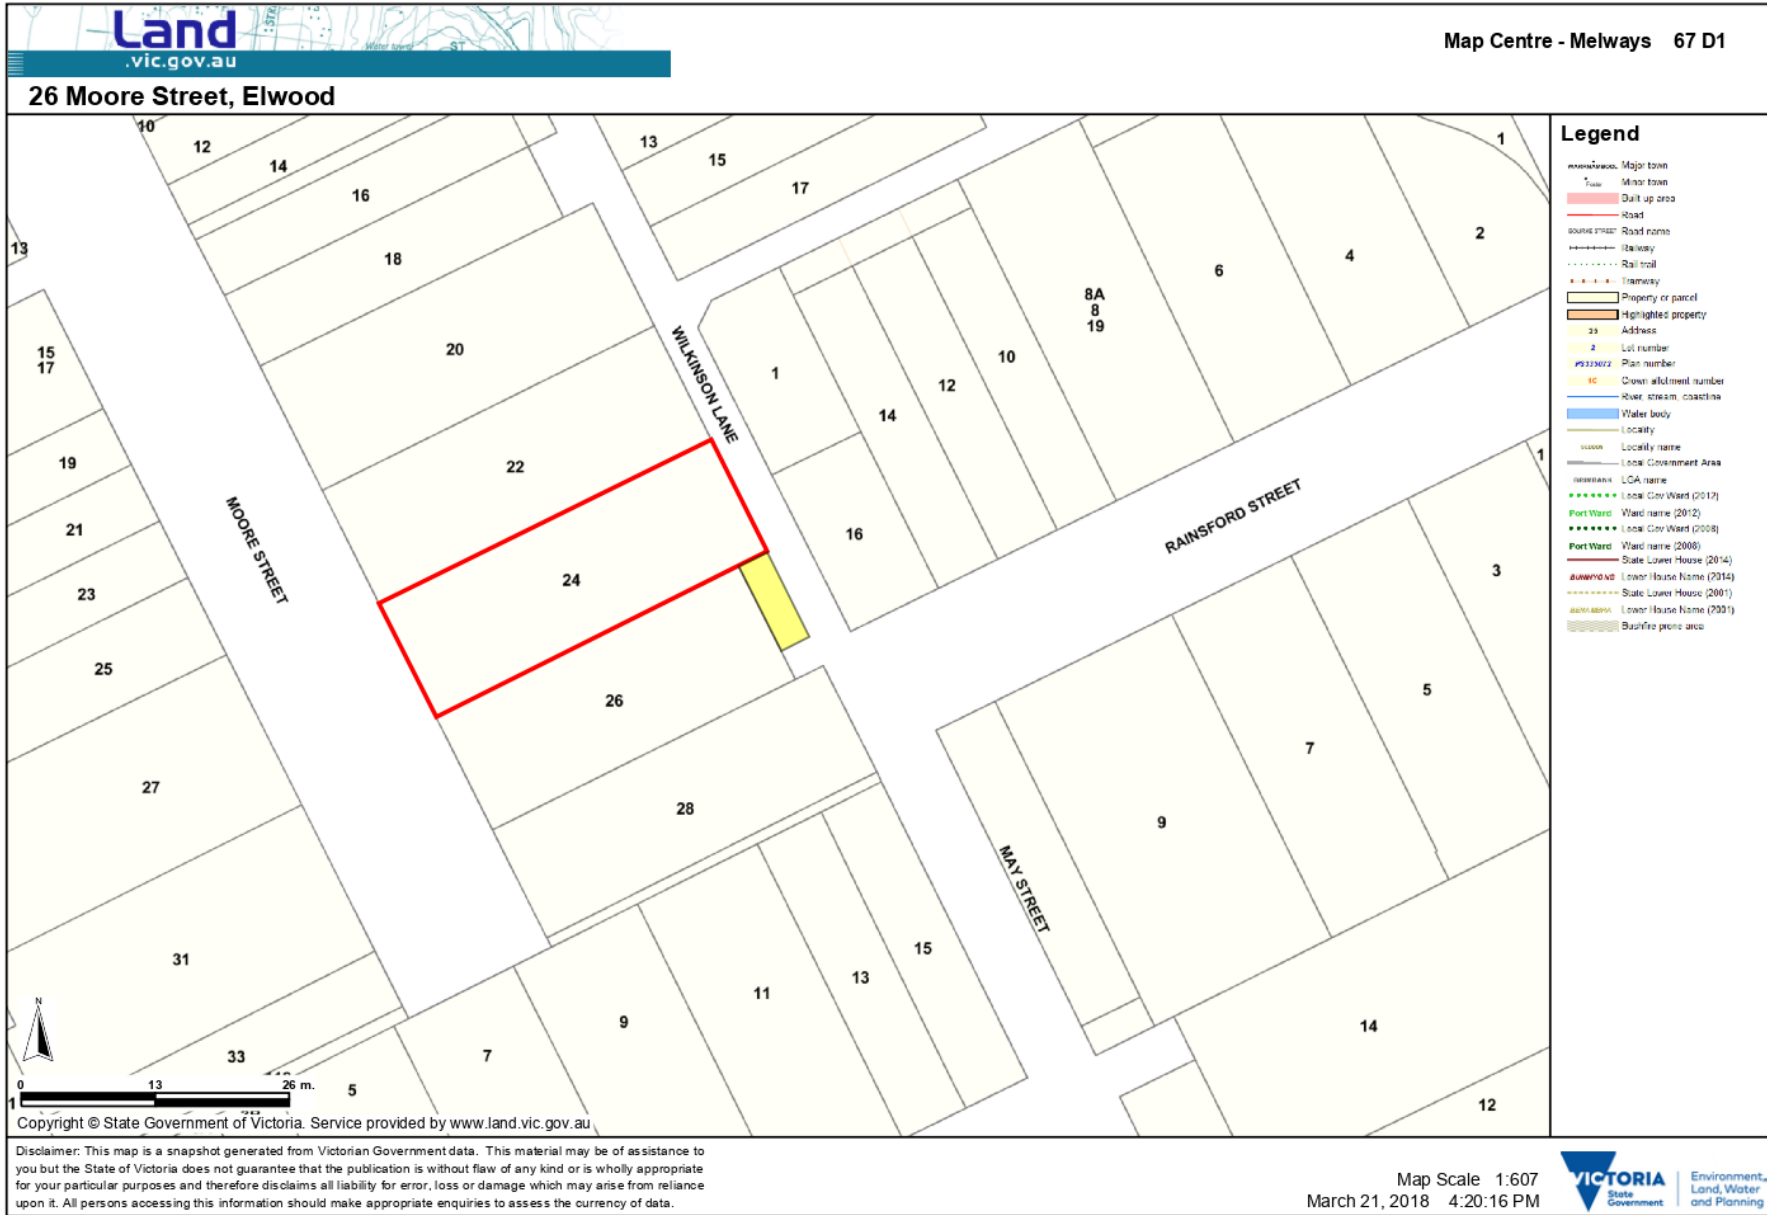 Land
.vic.gov.au
Map Centre - Melways 67 D1
26 Moore Street, Elwood
10
12
14
16
18
20
22
24
26
28
13
15
17
13
15
17
19
21
23
25
27
31
33
5
7
9
11
13
15
1
14
16
12
10
8A
8
19
6
4
2
1
1
3
5
7
9
14
12
1
WILKINSON LANE
MOORE STREET
RAINSFORD STREET
MAY STREET
N
0 13 26 m.
Copyright © State Government of Victoria. Service provided by www.land.vic.gov.au
Legend
Major town
Minor town
Built up area
Road
BOURKE STREET Road name
Railway
Rail trail
Tramway
Property or parcel
Highlighted property
Address
2 Lot number
Plan number
Crown allotment number
River, stream, coastline
Water body
Locality
Locality name
Local Government Area
LGA name
Local Gov Ward (2012)
Port Ward Ward name (2012)
Local Gov Ward (2008)
Port Ward Ward name (2008)
State Lower House (2014)
Lower House Name (2014)
State Lower House (2001)
Lower House Name (2001)
Bushfire prone area
Disclaimer: This map is a snapshot generated from Victorian Government data. This material may be of assistance to
you but the State of Victoria does not guarantee that the publication is without flaw of any kind or is wholly appropriate
for your particular purposes and therefore disclaims all liability for error, loss or damage which may arise from reliance
upon it. All persons accessing this information should make appropriate enquiries to assess the currency of data.
Map Scale 1:607
March 21, 2018 4:20:16 PM
VICTORIA
State
Government
Environment,
Land, Water
and Planning